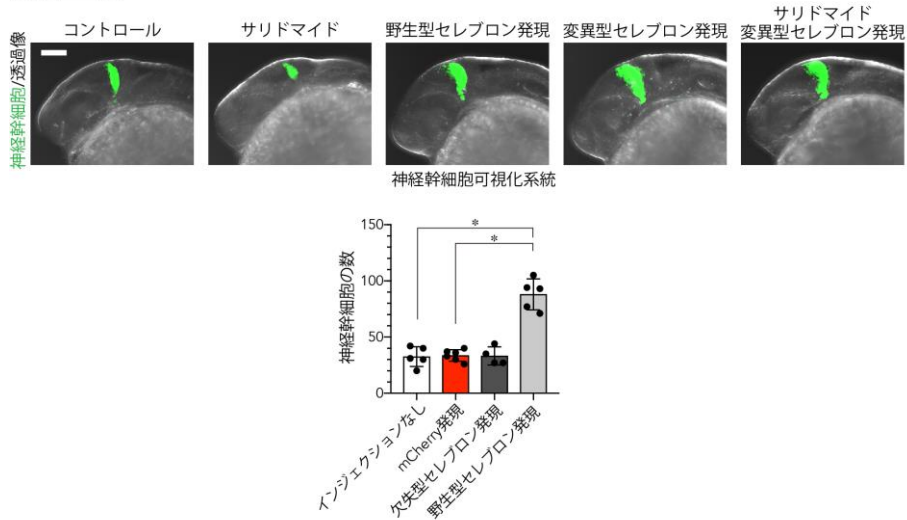 コントロール
サリドマイド
野生型セレブロン発現
変異型セレブロン発現
サリドマイド
変異型セレブロン発現
神経幹細胞/透過像
神経幹細胞可視化系統
神経幹細胞の数
150
100
50
0
*
*
インジェクションなし
mCherry発現
欠失型セレブロン発現
野生型セレブロン発現